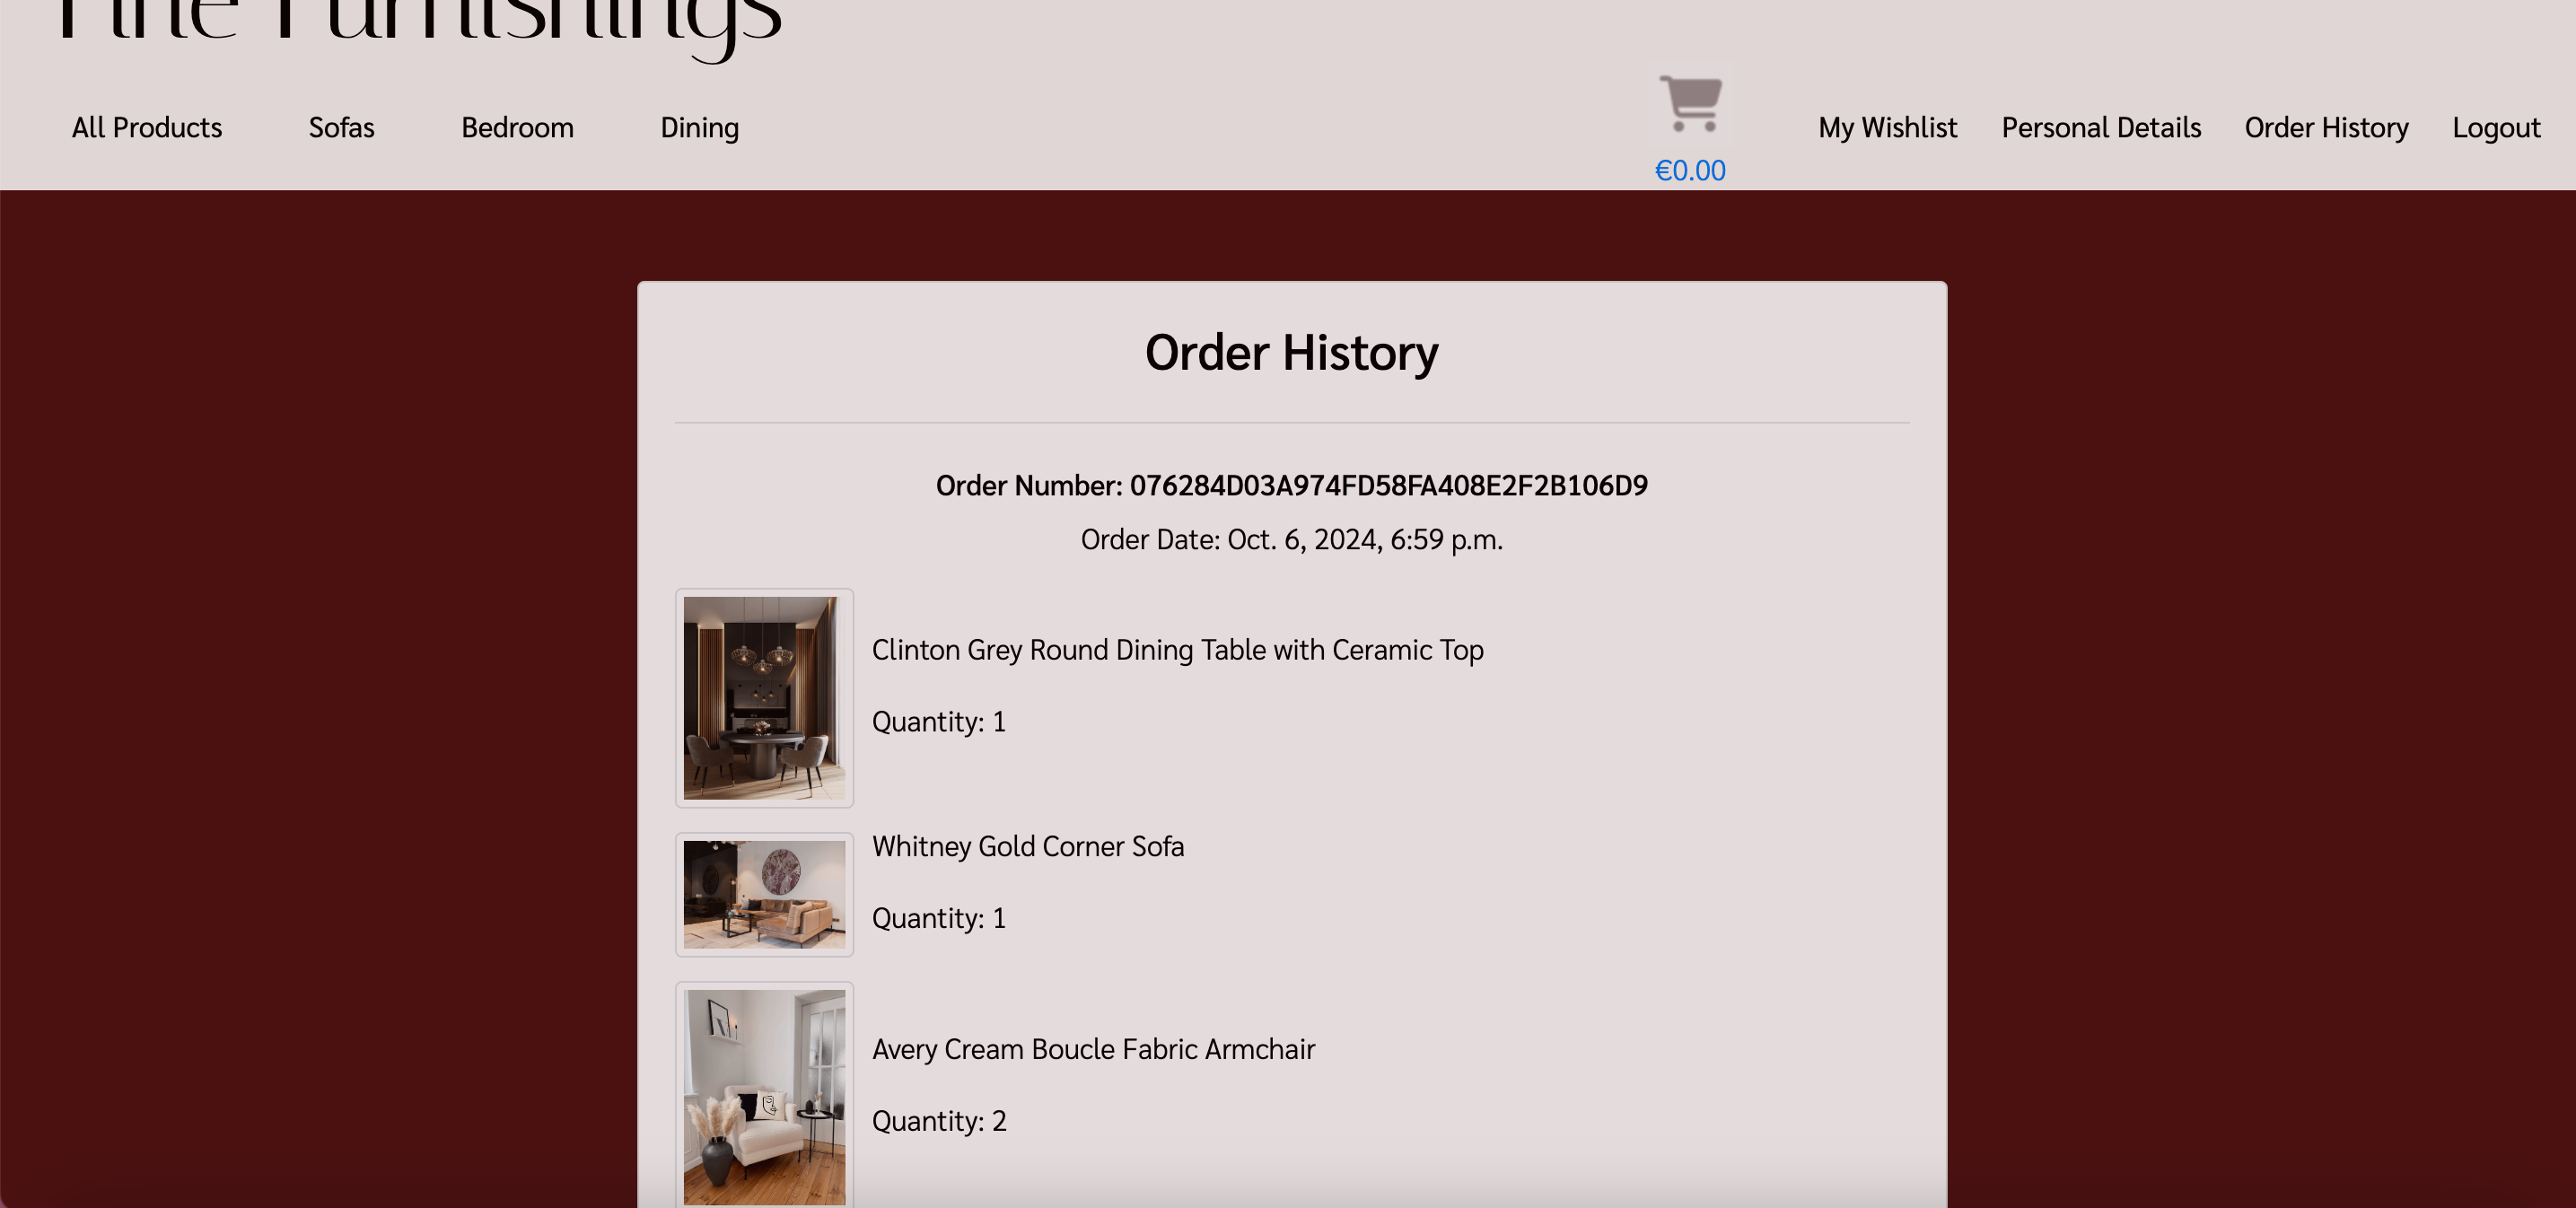 Fine Furnishings
All Products Sofas Bedroom Dining
My Wishlist Personal Details Order History Logout
€0.00
Order History
Order Number: 076284D03A974FD58FA408E2F2B106D9
Order Date: Oct. 6, 2024, 6:59 p.m.
Clinton Grey Round Dining Table with Ceramic Top
Quantity: 1
Whitney Gold Corner Sofa
Quantity: 1
Avery Cream Boucle Fabric Armchair
Quantity: 2